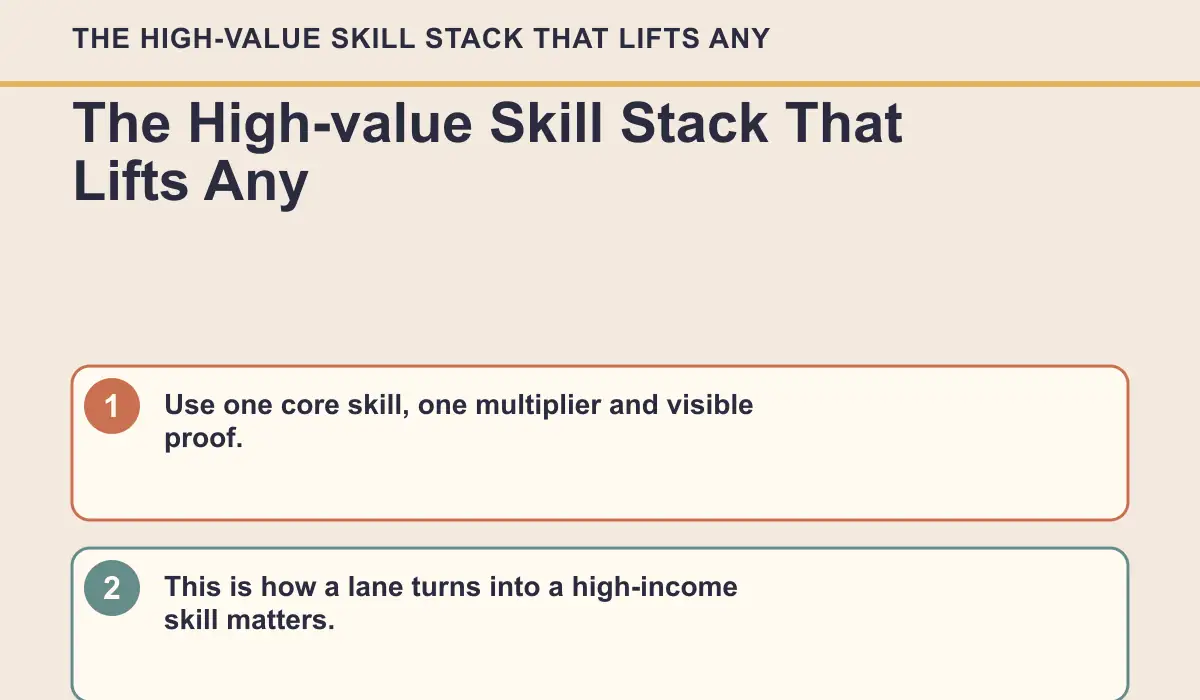 THE HIGH-VALUE SKILL STACK THAT LIFTS ANY
The High-value Skill Stack That
Lifts Any
1
Use one core skill, one multiplier and visible
proof.
2
This is how a lane turns into a high-income
skill matters.